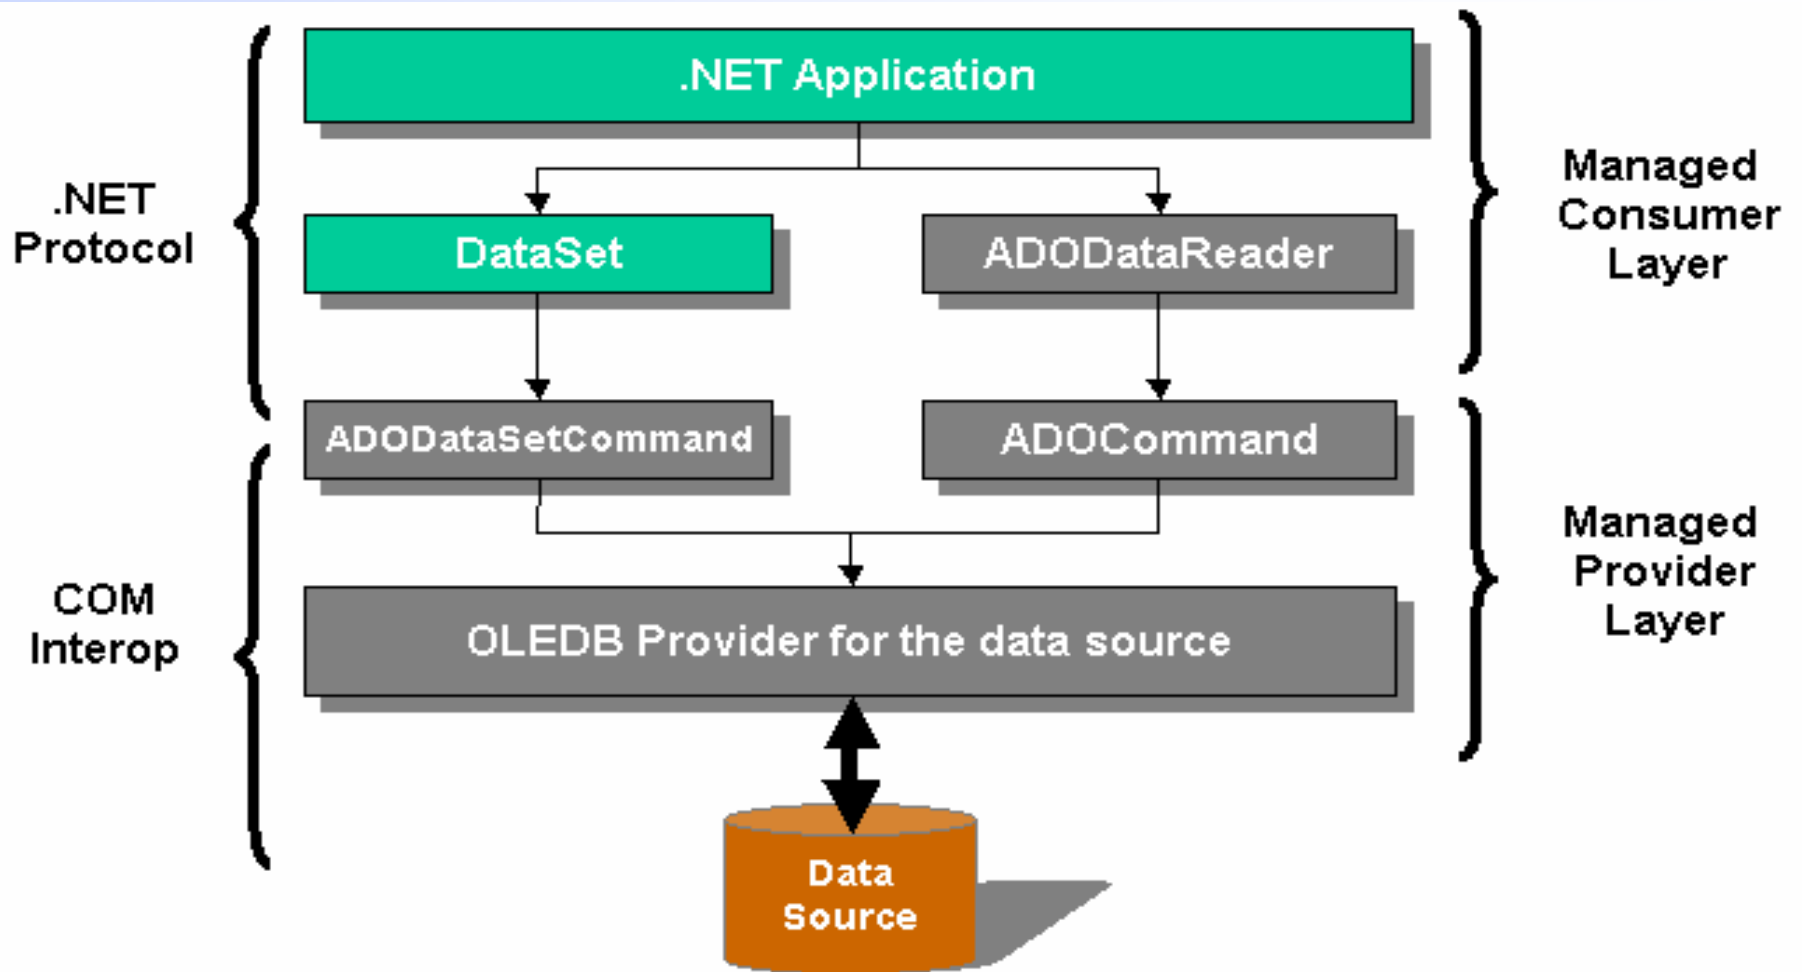 .NET Application
.NET
Protocol
Managed
Consumer
Layer
DataSet
ADODataReader
ADODataSetCommand
ADOCommand
COM
Interop
Managed
Provider
Layer
OLEDB Provider for the data source
Data
Source